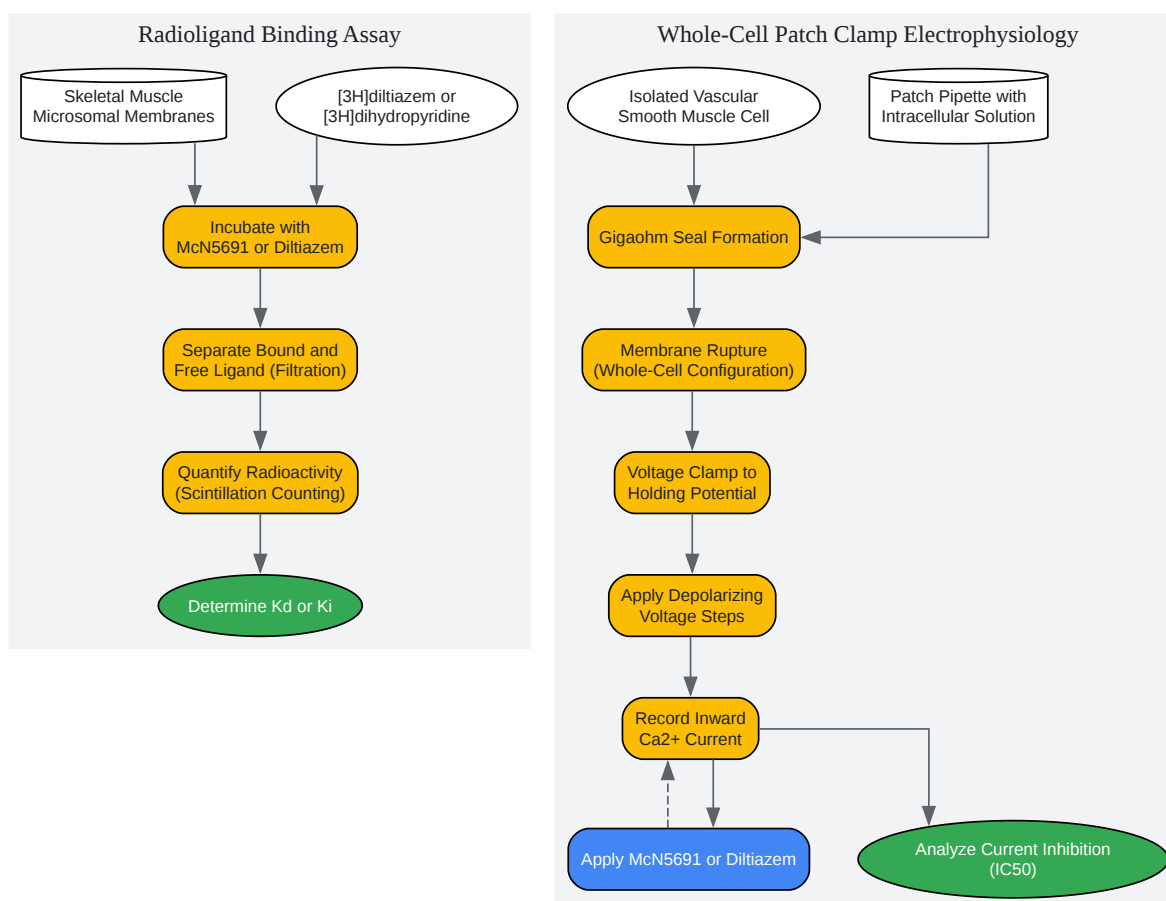 Radioligand Binding Assay
Skeletal Muscle
Microsomal Membranes
[3H]diltiazem or
[3H]dihydropyridine
Incubate with
McN5691 or Diltiazem
Separate Bound and
Free Ligand (Filtration)
Quantify Radioactivity
(Scintillation Counting)
Determine Kd or Ki
Whole-Cell Patch Clamp Electrophysiology
Isolated Vascular
Smooth Muscle Cell
Patch Pipette with
Intracellular Solution
Gigaohm Seal Formation
Membrane Rupture
(Whole-Cell Configuration)
Voltage Clamp to
Holding Potential
Apply Depolarizing
Voltage Steps
Record Inward
Ca2+ Current
Apply McN5691 or Diltiazem
Analyze Current Inhibition
(IC50)